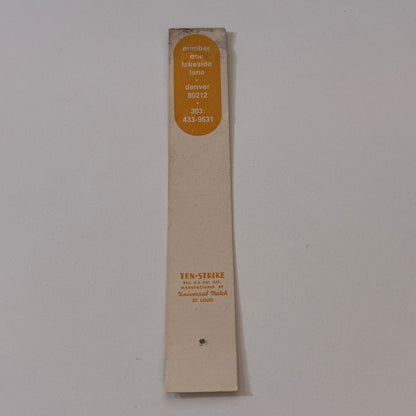 number
one
lakeside
lane
•
denver
80212
•
303:
433-9531
TEN-STRIKE
REG. U.S. PAT. OFF.
MANUFACTURED BY
Universal Match
ST. LOUIS